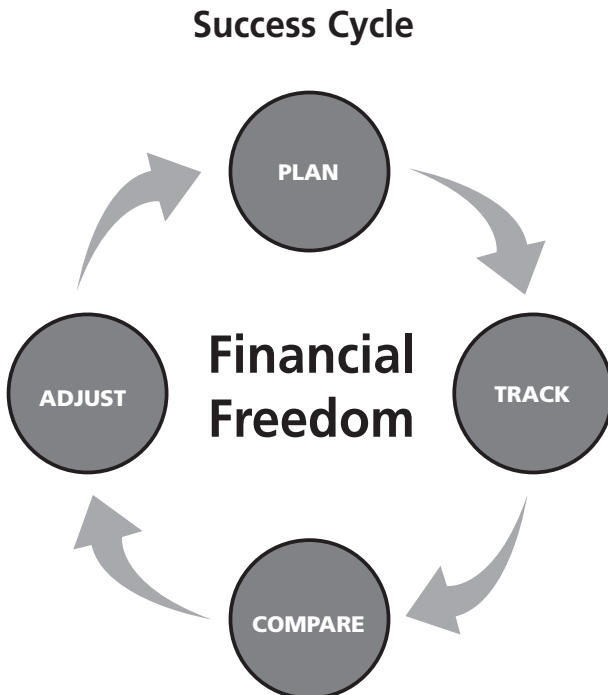 Success Cycle
PLAN
TRACK
COMPARE
ADJUST
Financial
Freedom